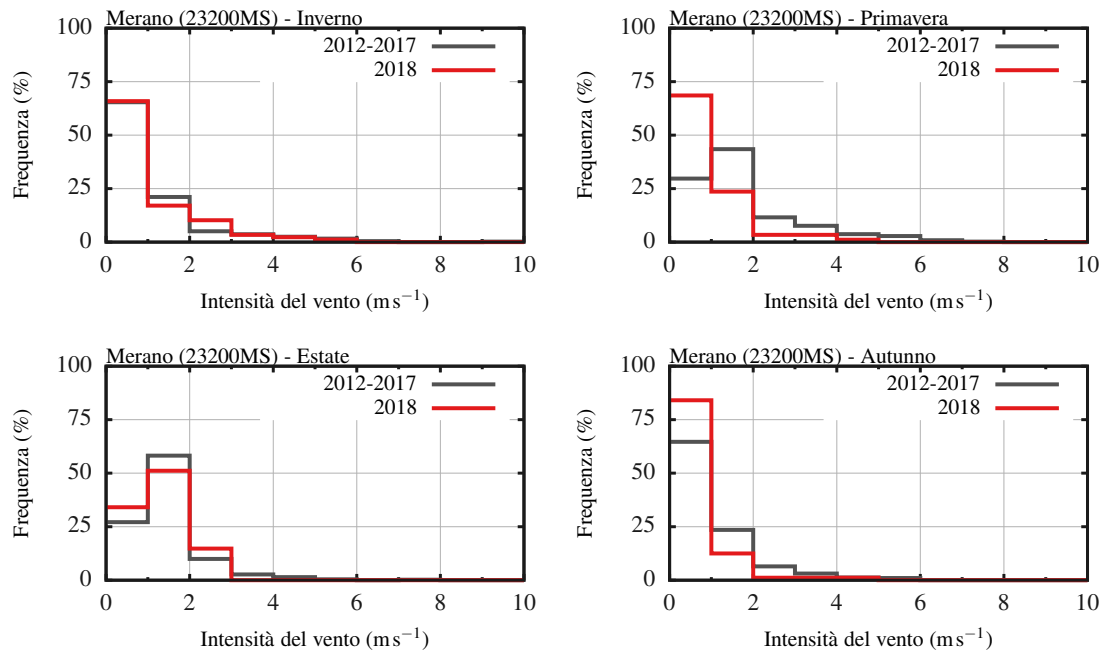 Merano (23200MS) - Inverno
2012-2017
2018
100
75
50
25
0
Frequenza (%)
0 2 4 6 8 10
Intensità del vento (m s⁻¹)
Merano (23200MS) - Primavera
2012-2017
2018
100
75
50
25
0
Frequenza (%)
0 2 4 6 8 10
Intensità del vento (m s⁻¹)
Merano (23200MS) - Estate
2012-2017
2018
100
75
50
25
0
Frequenza (%)
0 2 4 6 8 10
Intensità del vento (m s⁻¹)
Merano (23200MS) - Autunno
2012-2017
2018
100
75
50
25
0
Frequenza (%)
0 2 4 6 8 10
Intensità del vento (m s⁻¹)